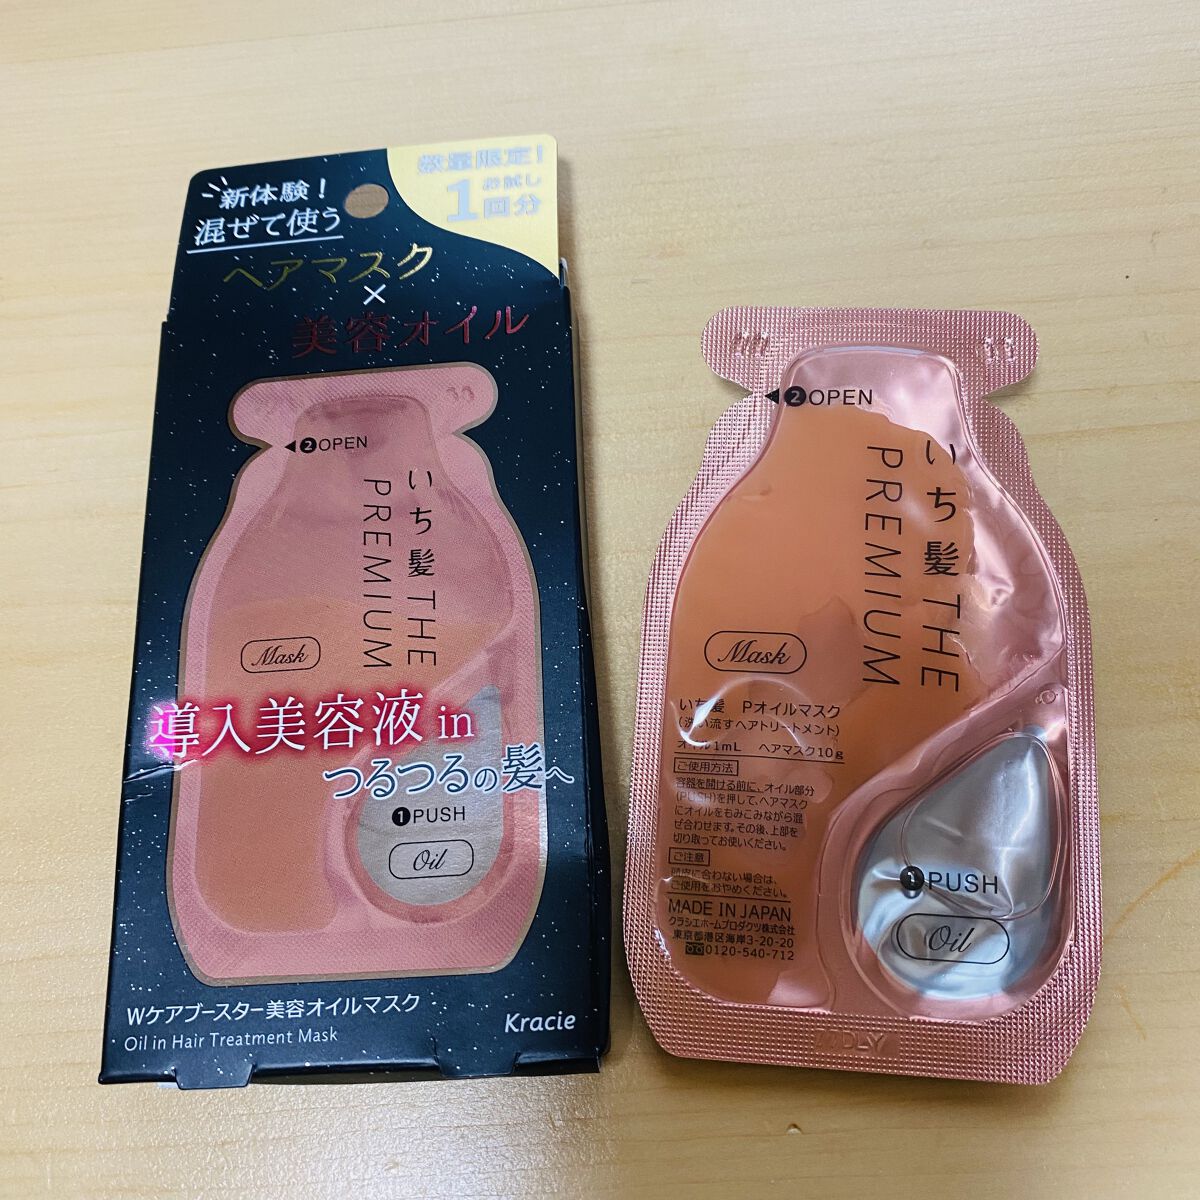 新体験!
混ぜて使う
数量限定!
お試し
1回分
ヘアマスク
×
美容オイル
◀2OPEN
いち髪 THE
PREMIUM
Mask
導入美容液 in
つるつるの髪へ
1PUSH
Oil
Wケアブースター美容オイルマスク
Oil in Hair Treatment Mask
Kracie
◀2OPEN
いち髪 THE
PREMIUM
Mask
いち髪 Pオイルマスク
(洗い流すヘアトリートメント)
オイル1mL ヘアマスク10g
ご使用方法
容器を開ける前に、オイル部分
(PUSH)を押して、ヘアマスク
にオイルをもみこみながら混
ぜ合わせます。その後、上部を
切り取ってお使いください。
ご注意
頭皮に合わない場合は、
ご使用をおやめください。
MADE IN JAPAN
クラシエホームプロダクツ株式会社
東京都港区海岸3-20-20
0120-540-712
1PUSH
Oil